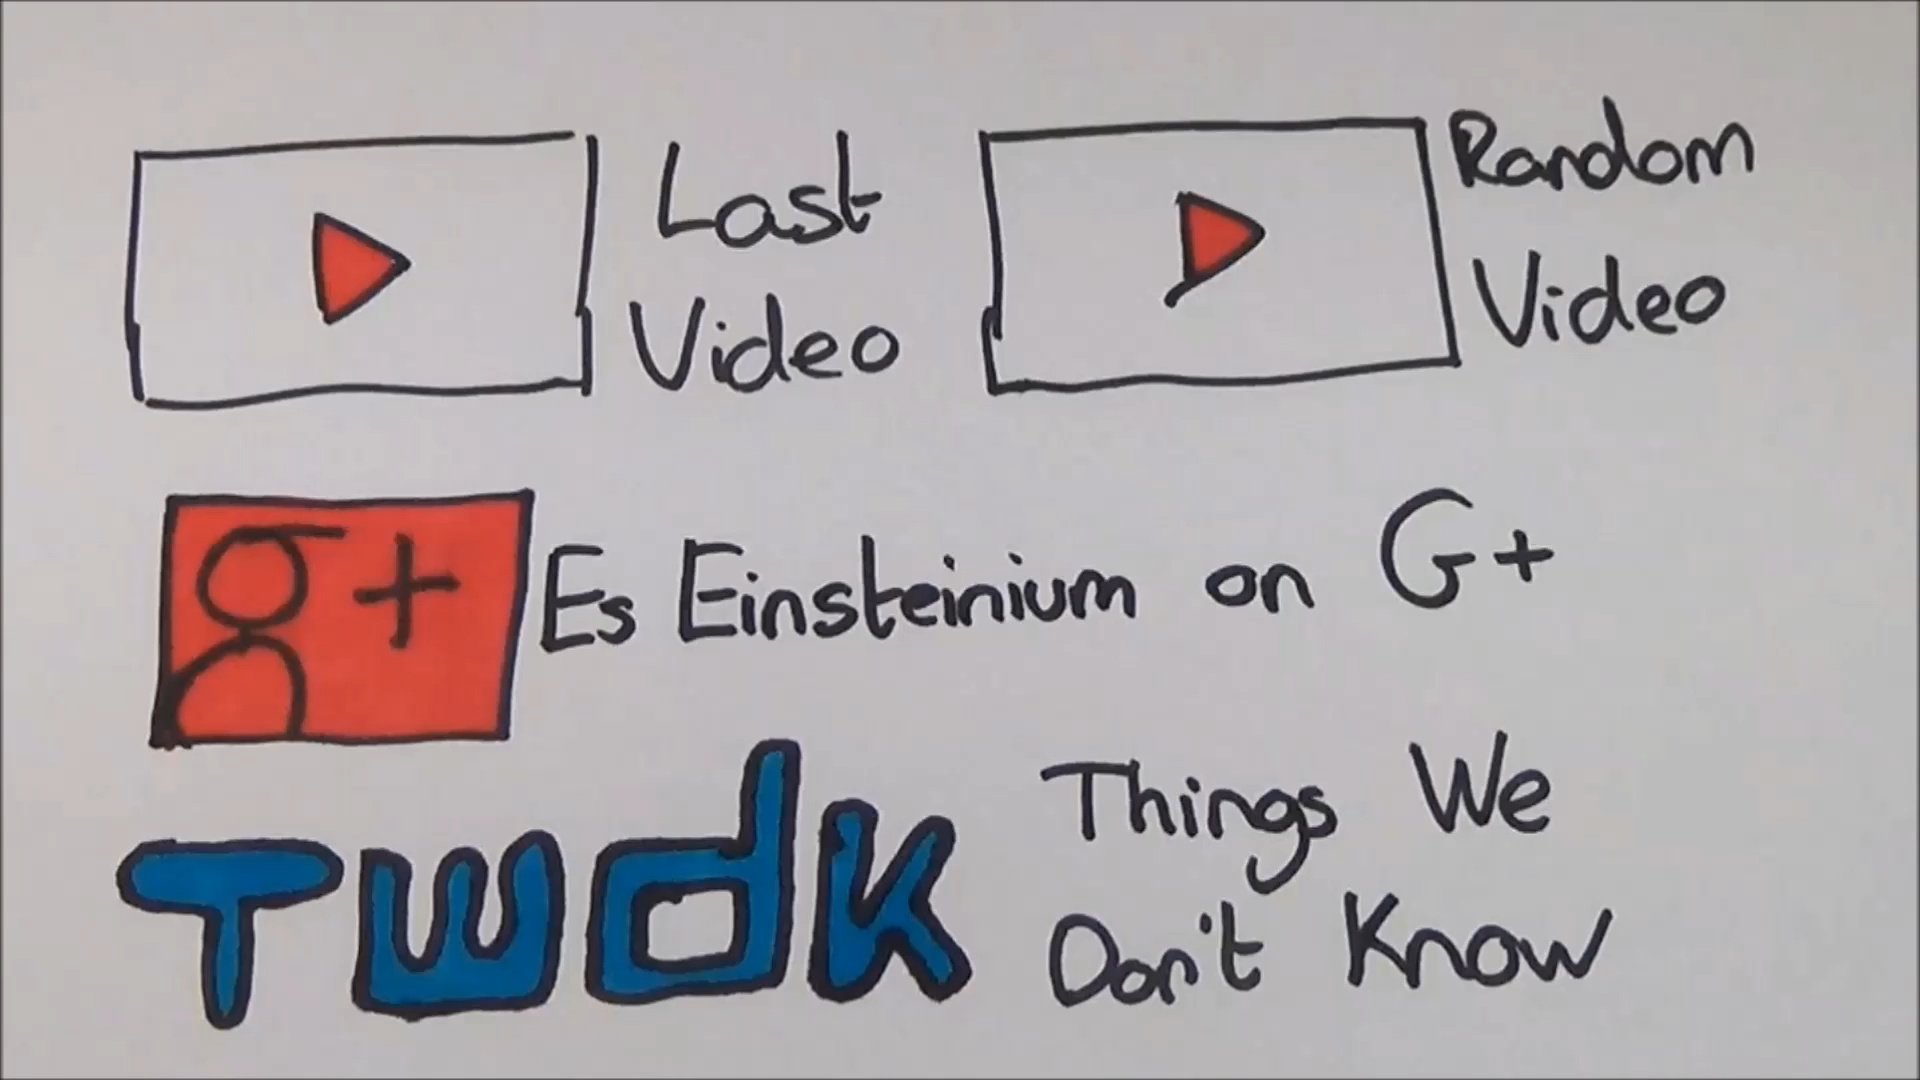 Last
Video
Random
Video
g+ Es Einsteinium on G+
TWdK
Things We
Don't Know